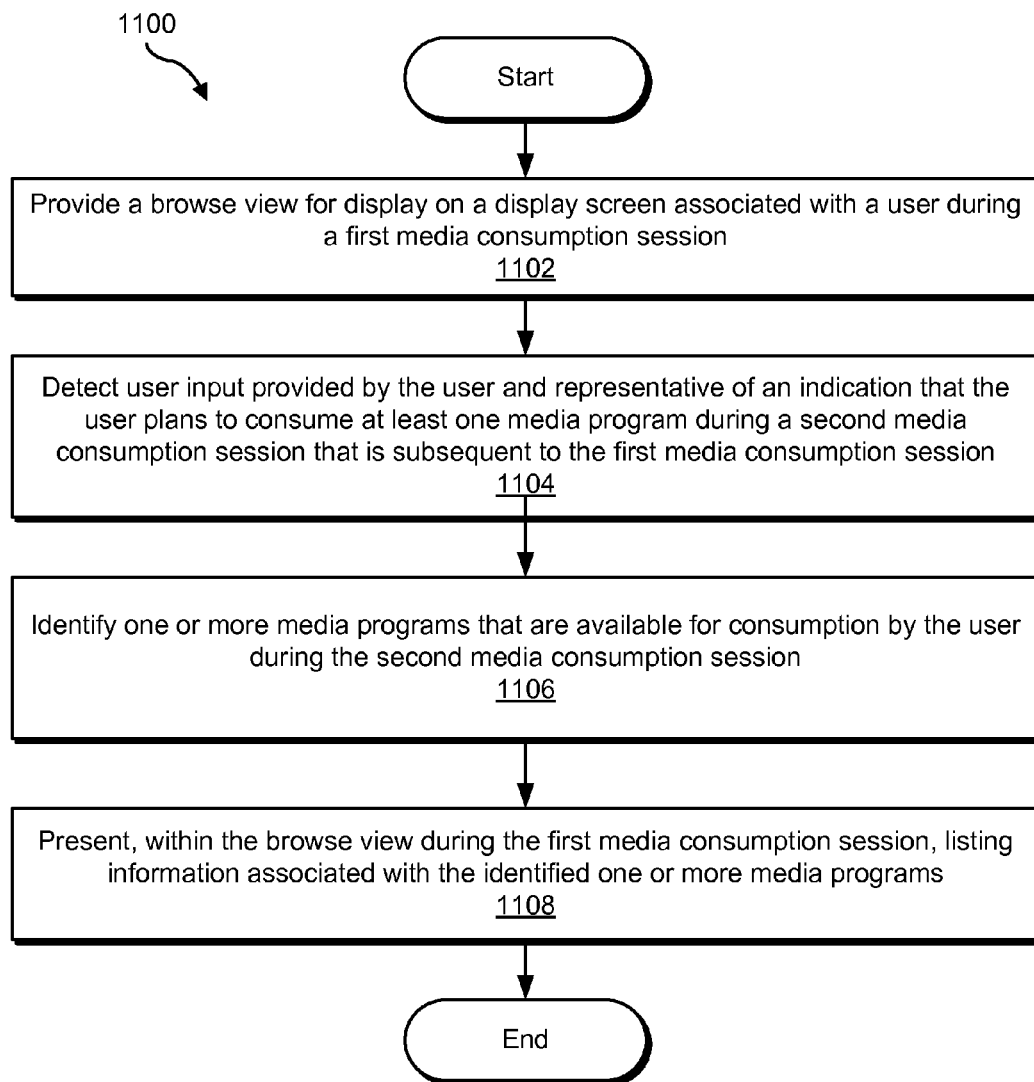 1100
Start
Provide a browse view for display on a display screen associated with a user during
a first media consumption session
1102
Detect user input provided by the user and representative of an indication that the
user plans to consume at least one media program during a second media
consumption session that is subsequent to the first media consumption session
1104
Identify one or more media programs that are available for consumption by the user
during the second media consumption session
1106
Present, within the browse view during the first media consumption session, listing
information associated with the identified one or more media programs
1108
End